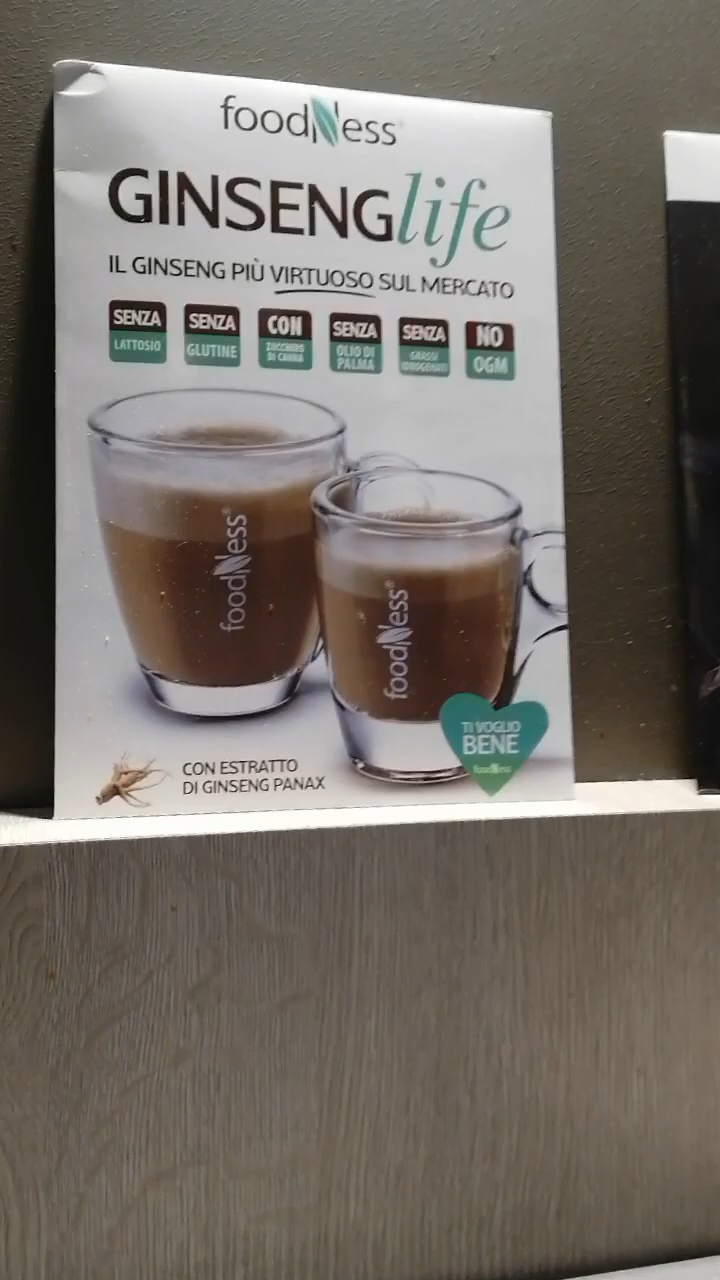 foodNess®
GINSENGlife
IL GINSENG PIÙ VIRTUOSO SUL MERCATO
SENZA
LATTOSIO
SENZA
GLUTINE
CON
ZUCCHERO
DI CANNA
SENZA
OLIO DI
PALMA
SENZA
GRASSI
IDROGENATI
NO
OGM
foodNess®
foodNess®
TI VOGLIO
BENE
foodNess
CON ESTRATTO
DI GINSENG PANAX